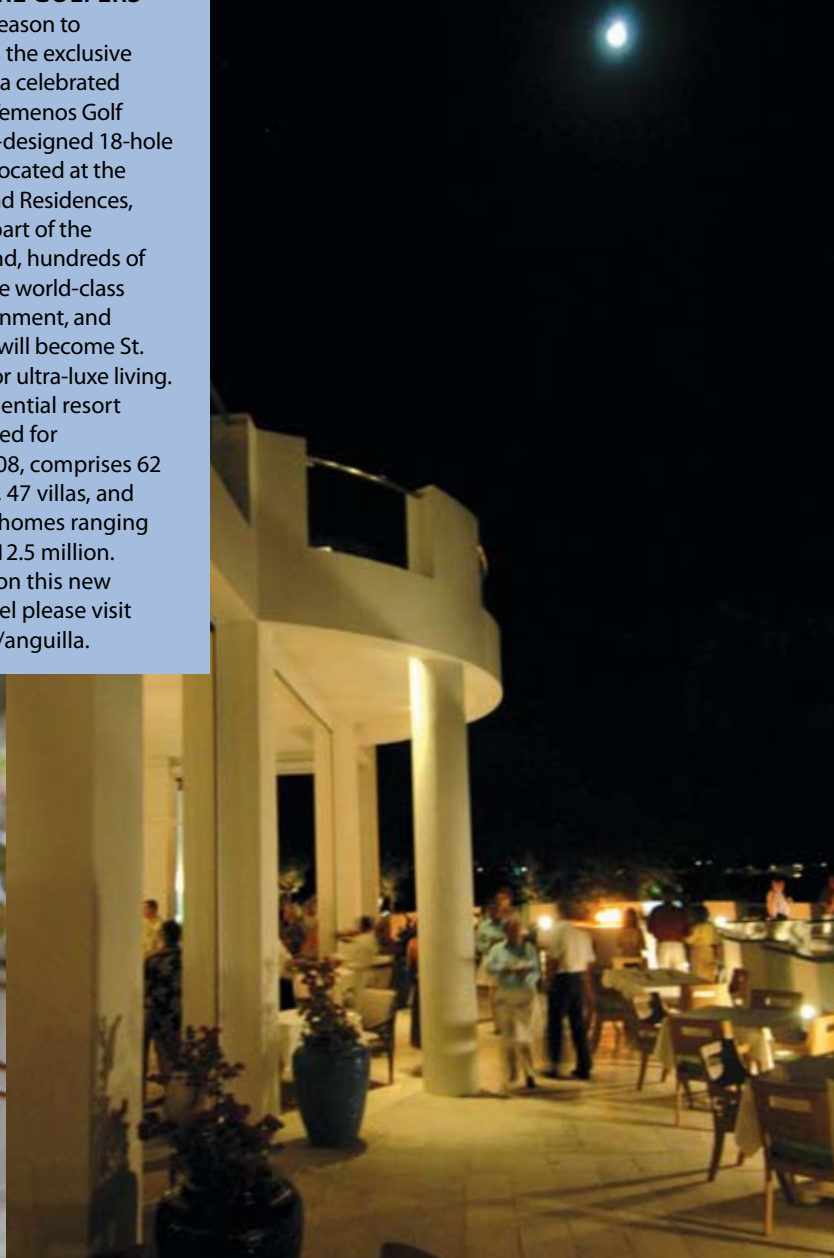 GOLFERS
eason to
the exclusive
a celebrated
emenos Golf
-designed 18-hole
ocated at the
d Residences,
art of the
nd, hundreds of
e world-class
nment, and
will become St.
or ultra-luxe living.
ential resort
ed for
08, comprises 62
, 47 villas, and
homes ranging
12.5 million.
on this new
el please visit
/anguilla.